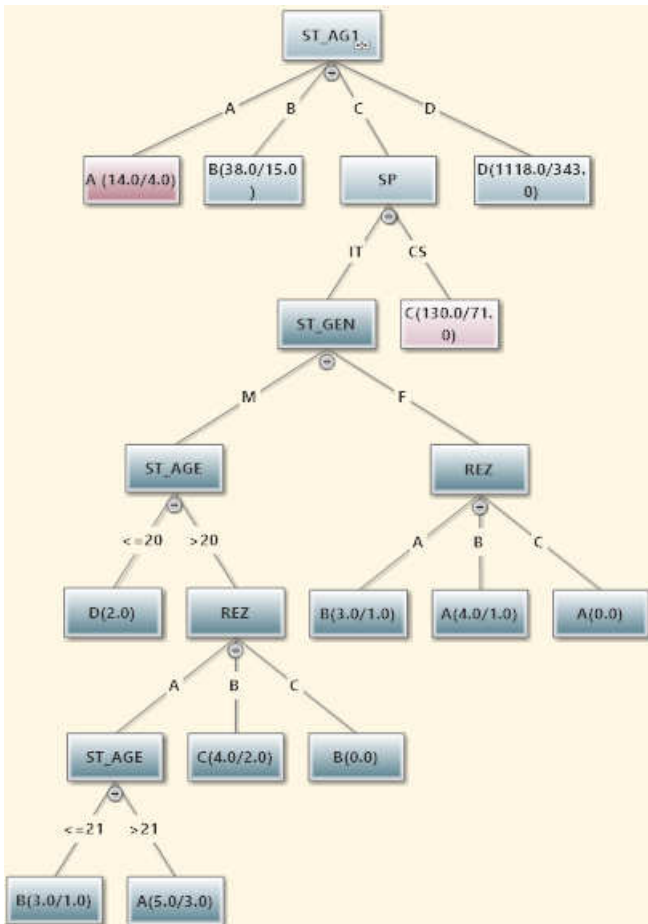 ST_AG1
A
B
C
D
A (14.0/4.0)
B(38.0/15.0
)
SP
D(1118.0/343.
0)
IT
CS
ST_GEN
C(130.0/71.
0)
M
F
ST_AGE
REZ
<=20
>20
A
B
C
D(2.0)
REZ
B(3.0/1.0)
A(4.0/1.0)
A(0.0)
A
B
C
ST_AGE
C(4.0/2.0)
B(0.0)
<=21
>21
B(3.0/1.0)
A(5.0/3.0)